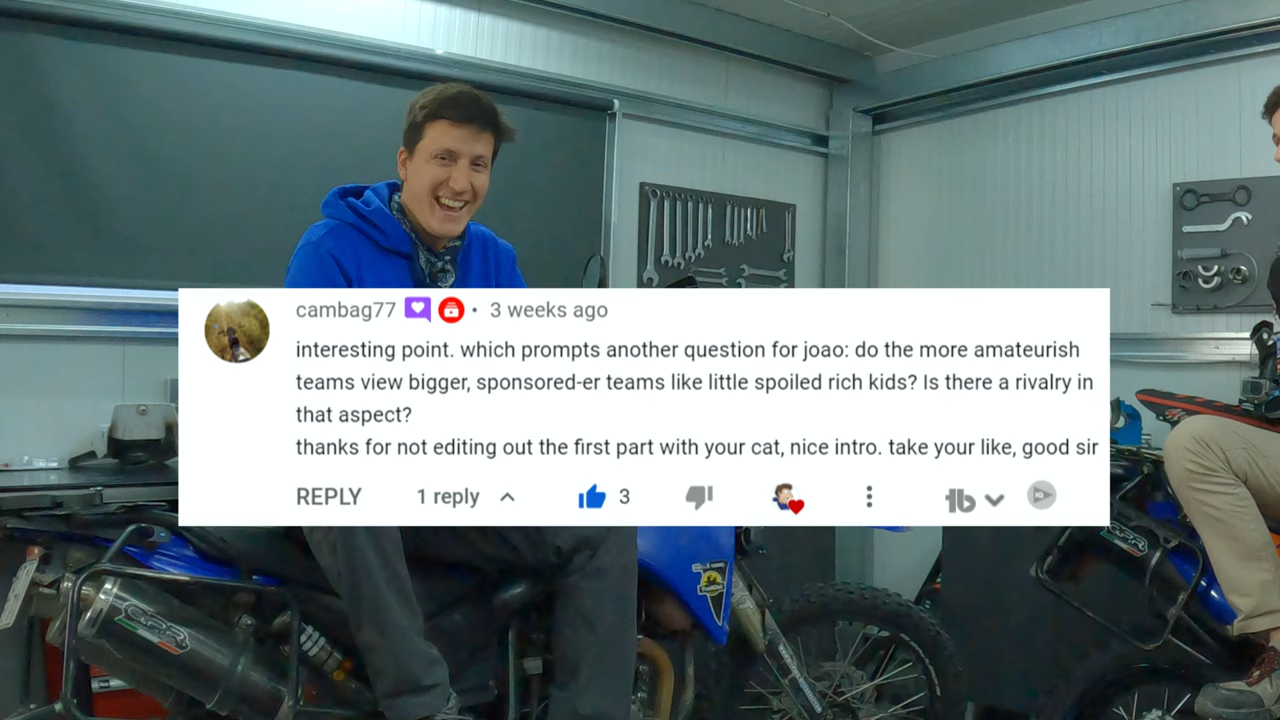 cambag77 • 3 weeks ago
interesting point. which prompts another question for joao: do the more amateurish
teams view bigger, sponsored-er teams like little spoiled rich kids? Is there a rivalry in
that aspect?
thanks for not editing out the first part with your cat, nice intro. take your like, good sir
REPLY 1 reply 3
GPR
GPR